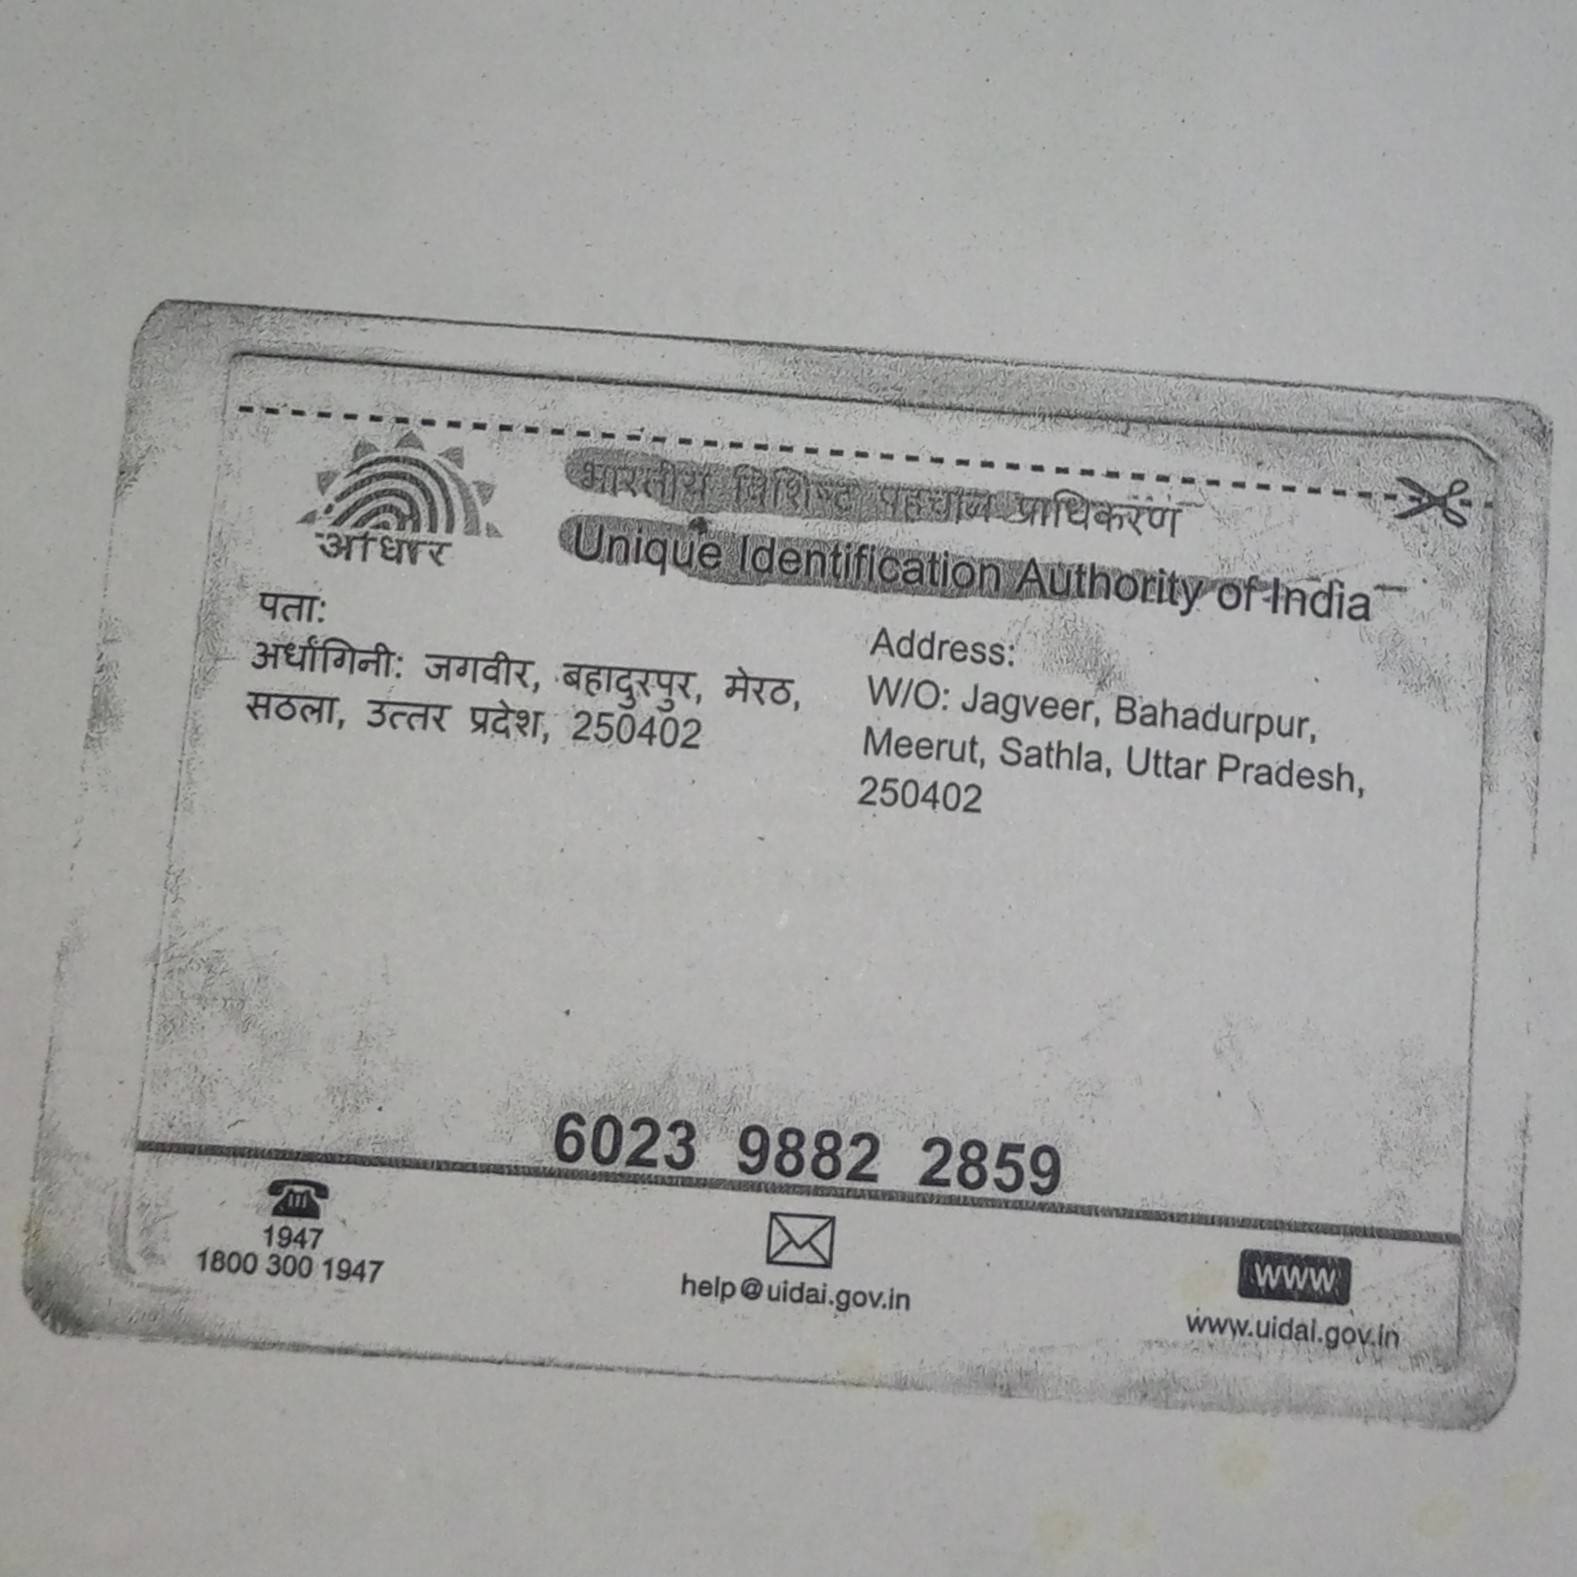 आधार
भारतीय विशिष्ट पहचान प्राधिकरण
Unique Identification Authority of India
पता:
अर्धांगिनी: जगवीर, बहादुरपुर, मेरठ,
सठला, उत्तर प्रदेश, 250402
Address:
W/O: Jagveer, Bahadurpur,
Meerut, Sathla, Uttar Pradesh,
250402
6023 9882 2859
1947
1800 300 1947
help@uidai.gov.in
www
www.uidai.gov.in